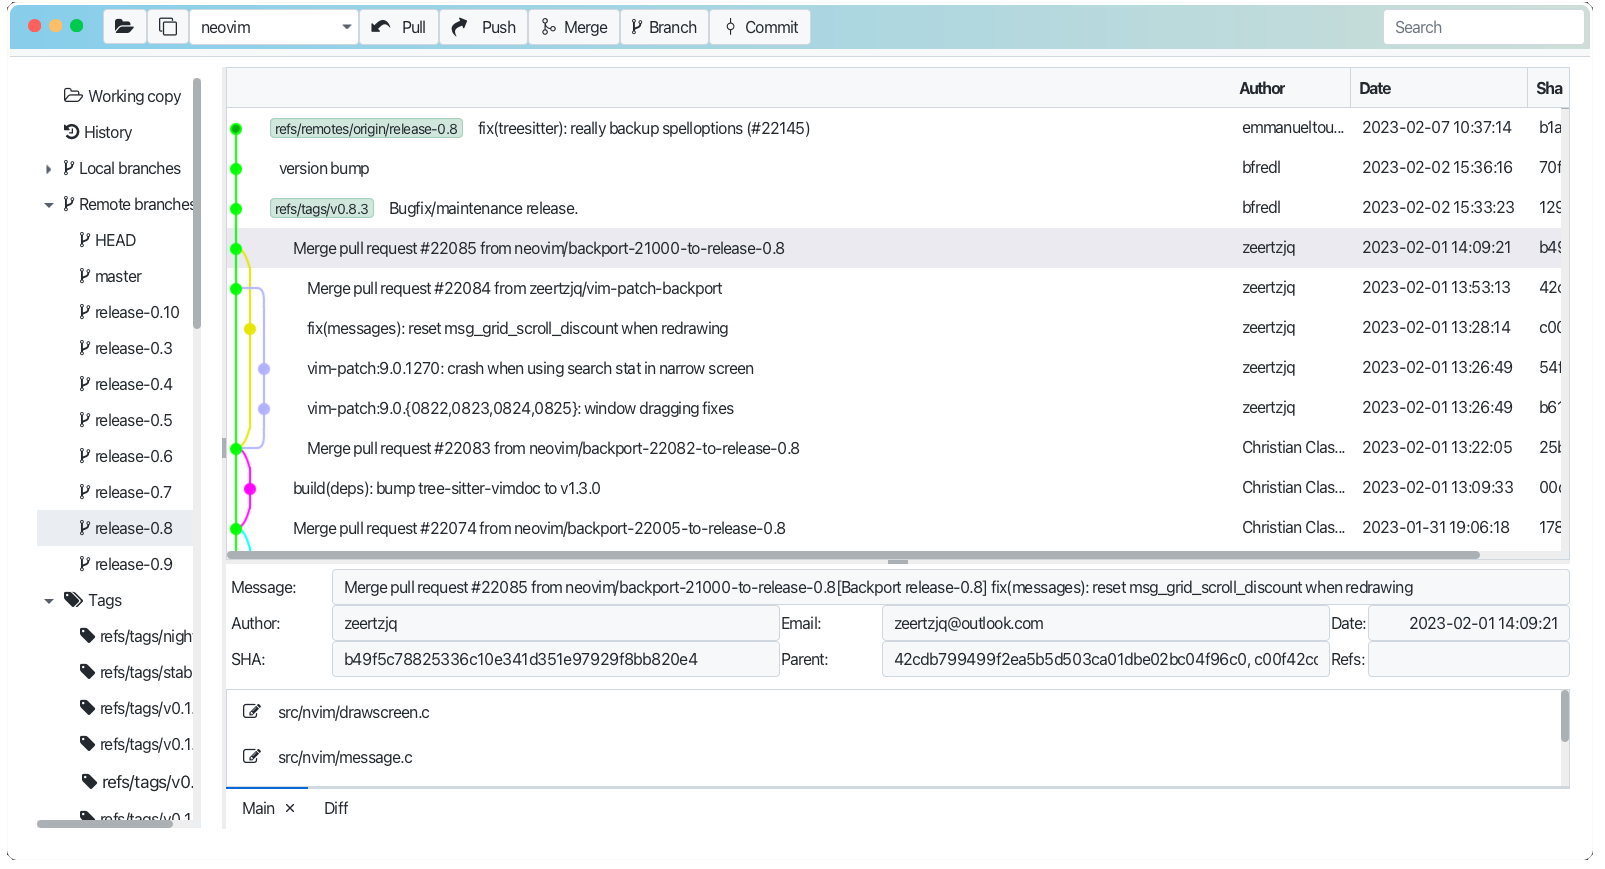 neovim Pull Push Merge Branch Commit Search
Working copy
History
Local branches
Remote branches
HEAD
master
release-0.10
release-0.3
release-0.4
release-0.5
release-0.6
release-0.7
release-0.8
release-0.9
Tags
refs/tags/nigh
refs/tags/stab
refs/tags/v0.1.
refs/tags/v0.1.
refs/tags/v0.
refs/tags/v0.1
Author Date Sha
refs/remotes/origin/release-0.8 fix(treesitter): really backup spelloptions (#22145) emmanueltou... 2023-02-07 10:37:14 b1a
version bump bfredl 2023-02-02 15:36:16 70f
refs/tags/v0.8.3 Bugfix/maintenance release. bfredl 2023-02-02 15:33:23 129
Merge pull request #22085 from neovim/backport-21000-to-release-0.8 zeertzjq 2023-02-01 14:09:21 b49
Merge pull request #22084 from zeertzjq/vim-patch-backport zeertzjq 2023-02-01 13:53:13 42c
fix(messages): reset msg_grid_scroll_discount when redrawing zeertzjq 2023-02-01 13:28:14 c00
vim-patch:9.0.1270: crash when using search stat in narrow screen zeertzjq 2023-02-01 13:26:49 54f
vim-patch:9.0.{0822,0823,0824,0825}: window dragging fixes zeertzjq 2023-02-01 13:26:49 b61
Merge pull request #22083 from neovim/backport-22082-to-release-0.8 Christian Clas... 2023-02-01 13:22:05 25b
build(deps): bump tree-sitter-vimdoc to v1.3.0 Christian Clas... 2023-02-01 13:09:33 00c
Merge pull request #22074 from neovim/backport-22005-to-release-0.8 Christian Clas... 2023-01-31 19:06:18 178
Message: Merge pull request #22085 from neovim/backport-21000-to-release-0.8[Backport release-0.8] fix(messages): reset msg_grid_scroll_discount when redrawing
Author: zeertzjq Email: zeertzjq@outlook.com Date: 2023-02-01 14:09:21
SHA: b49f5c78825336c10e341d351e97929f8bb820e4 Parent: 42cdb799499f2ea5b5d503ca01dbe02bc04f96c0, c00f42cc Refs:
src/nvim/drawscreen.c
src/nvim/message.c
Main × Diff